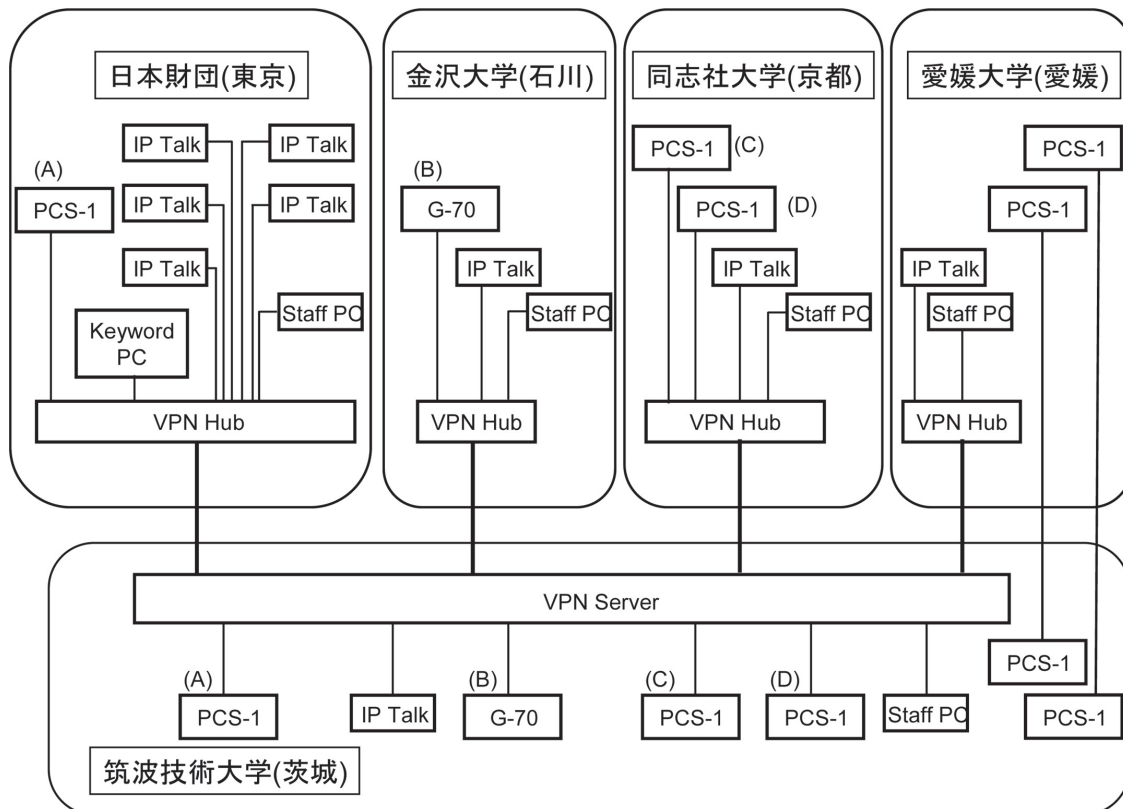 日本財団(東京)
IP Talk
IP Talk
(A)
PCS-1
IP Talk
IP Talk
IP Talk
Staff PC
Keyword
PC
VPN Hub
金沢大学(石川)
(B)
G-70
IP Talk
Staff PC
VPN Hub
同志社大学(京都)
PCS-1
(C)
PCS-1
(D)
IP Talk
Staff PC
VPN Hub
愛媛大学(愛媛)
PCS-1
PCS-1
IP Talk
Staff PC
VPN Hub
VPN Server
(A)
PCS-1
IP Talk
(B)
G-70
(C)
PCS-1
(D)
PCS-1
Staff PC
PCS-1
PCS-1
筑波技術大学(茨城)